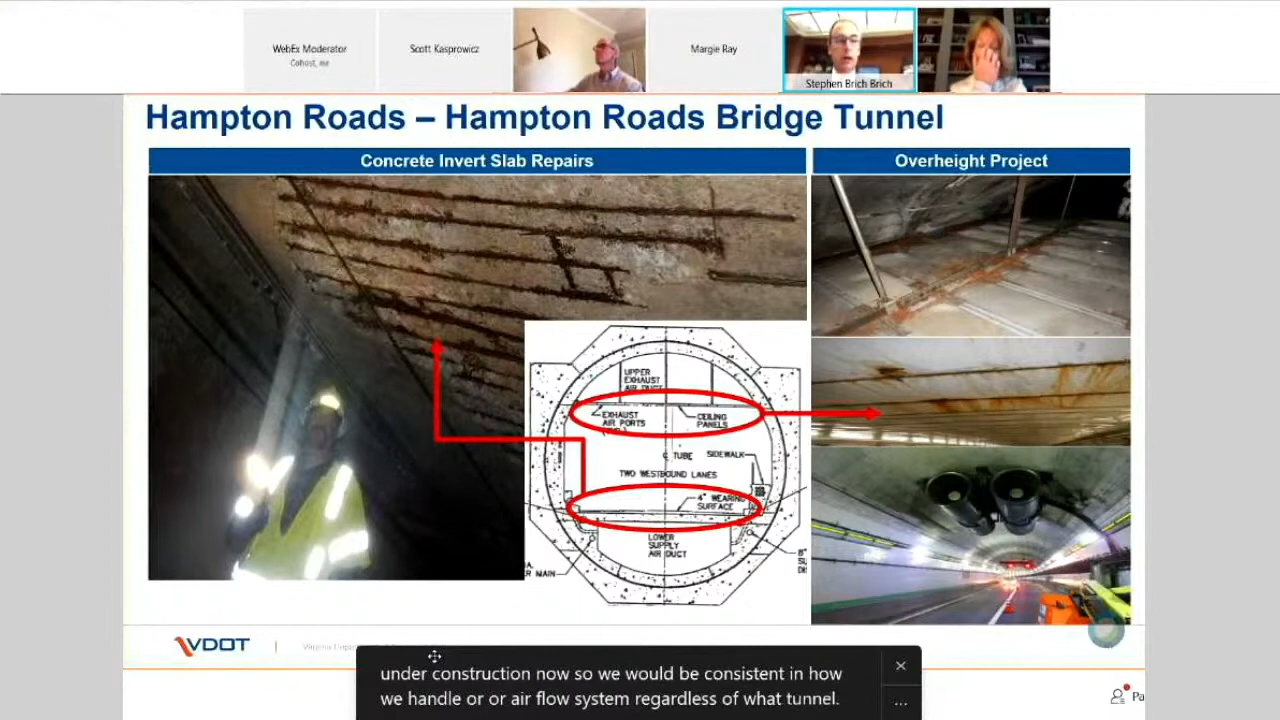 WebEx Moderator
Cohost, me
Scott Kasprowicz
Margie Ray
Stephen Brich Brich
Hampton Roads – Hampton Roads Bridge Tunnel
Concrete Invert Slab Repairs
Overheight Project
UPPER
EXHAUST
AIR DUCT
EXHAUST
AIR PORTS
CEILING
PANELS
℄ TUBE
SIDEWALK
TWO WESTBOUND LANES
4" WEARING
SURFACE
LOWER
SUPPLY
AIR DUCT
MAIN
VDOT
under construction now so we would be consistent in how
we handle or or air flow system regardless of what tunnel.
Pa